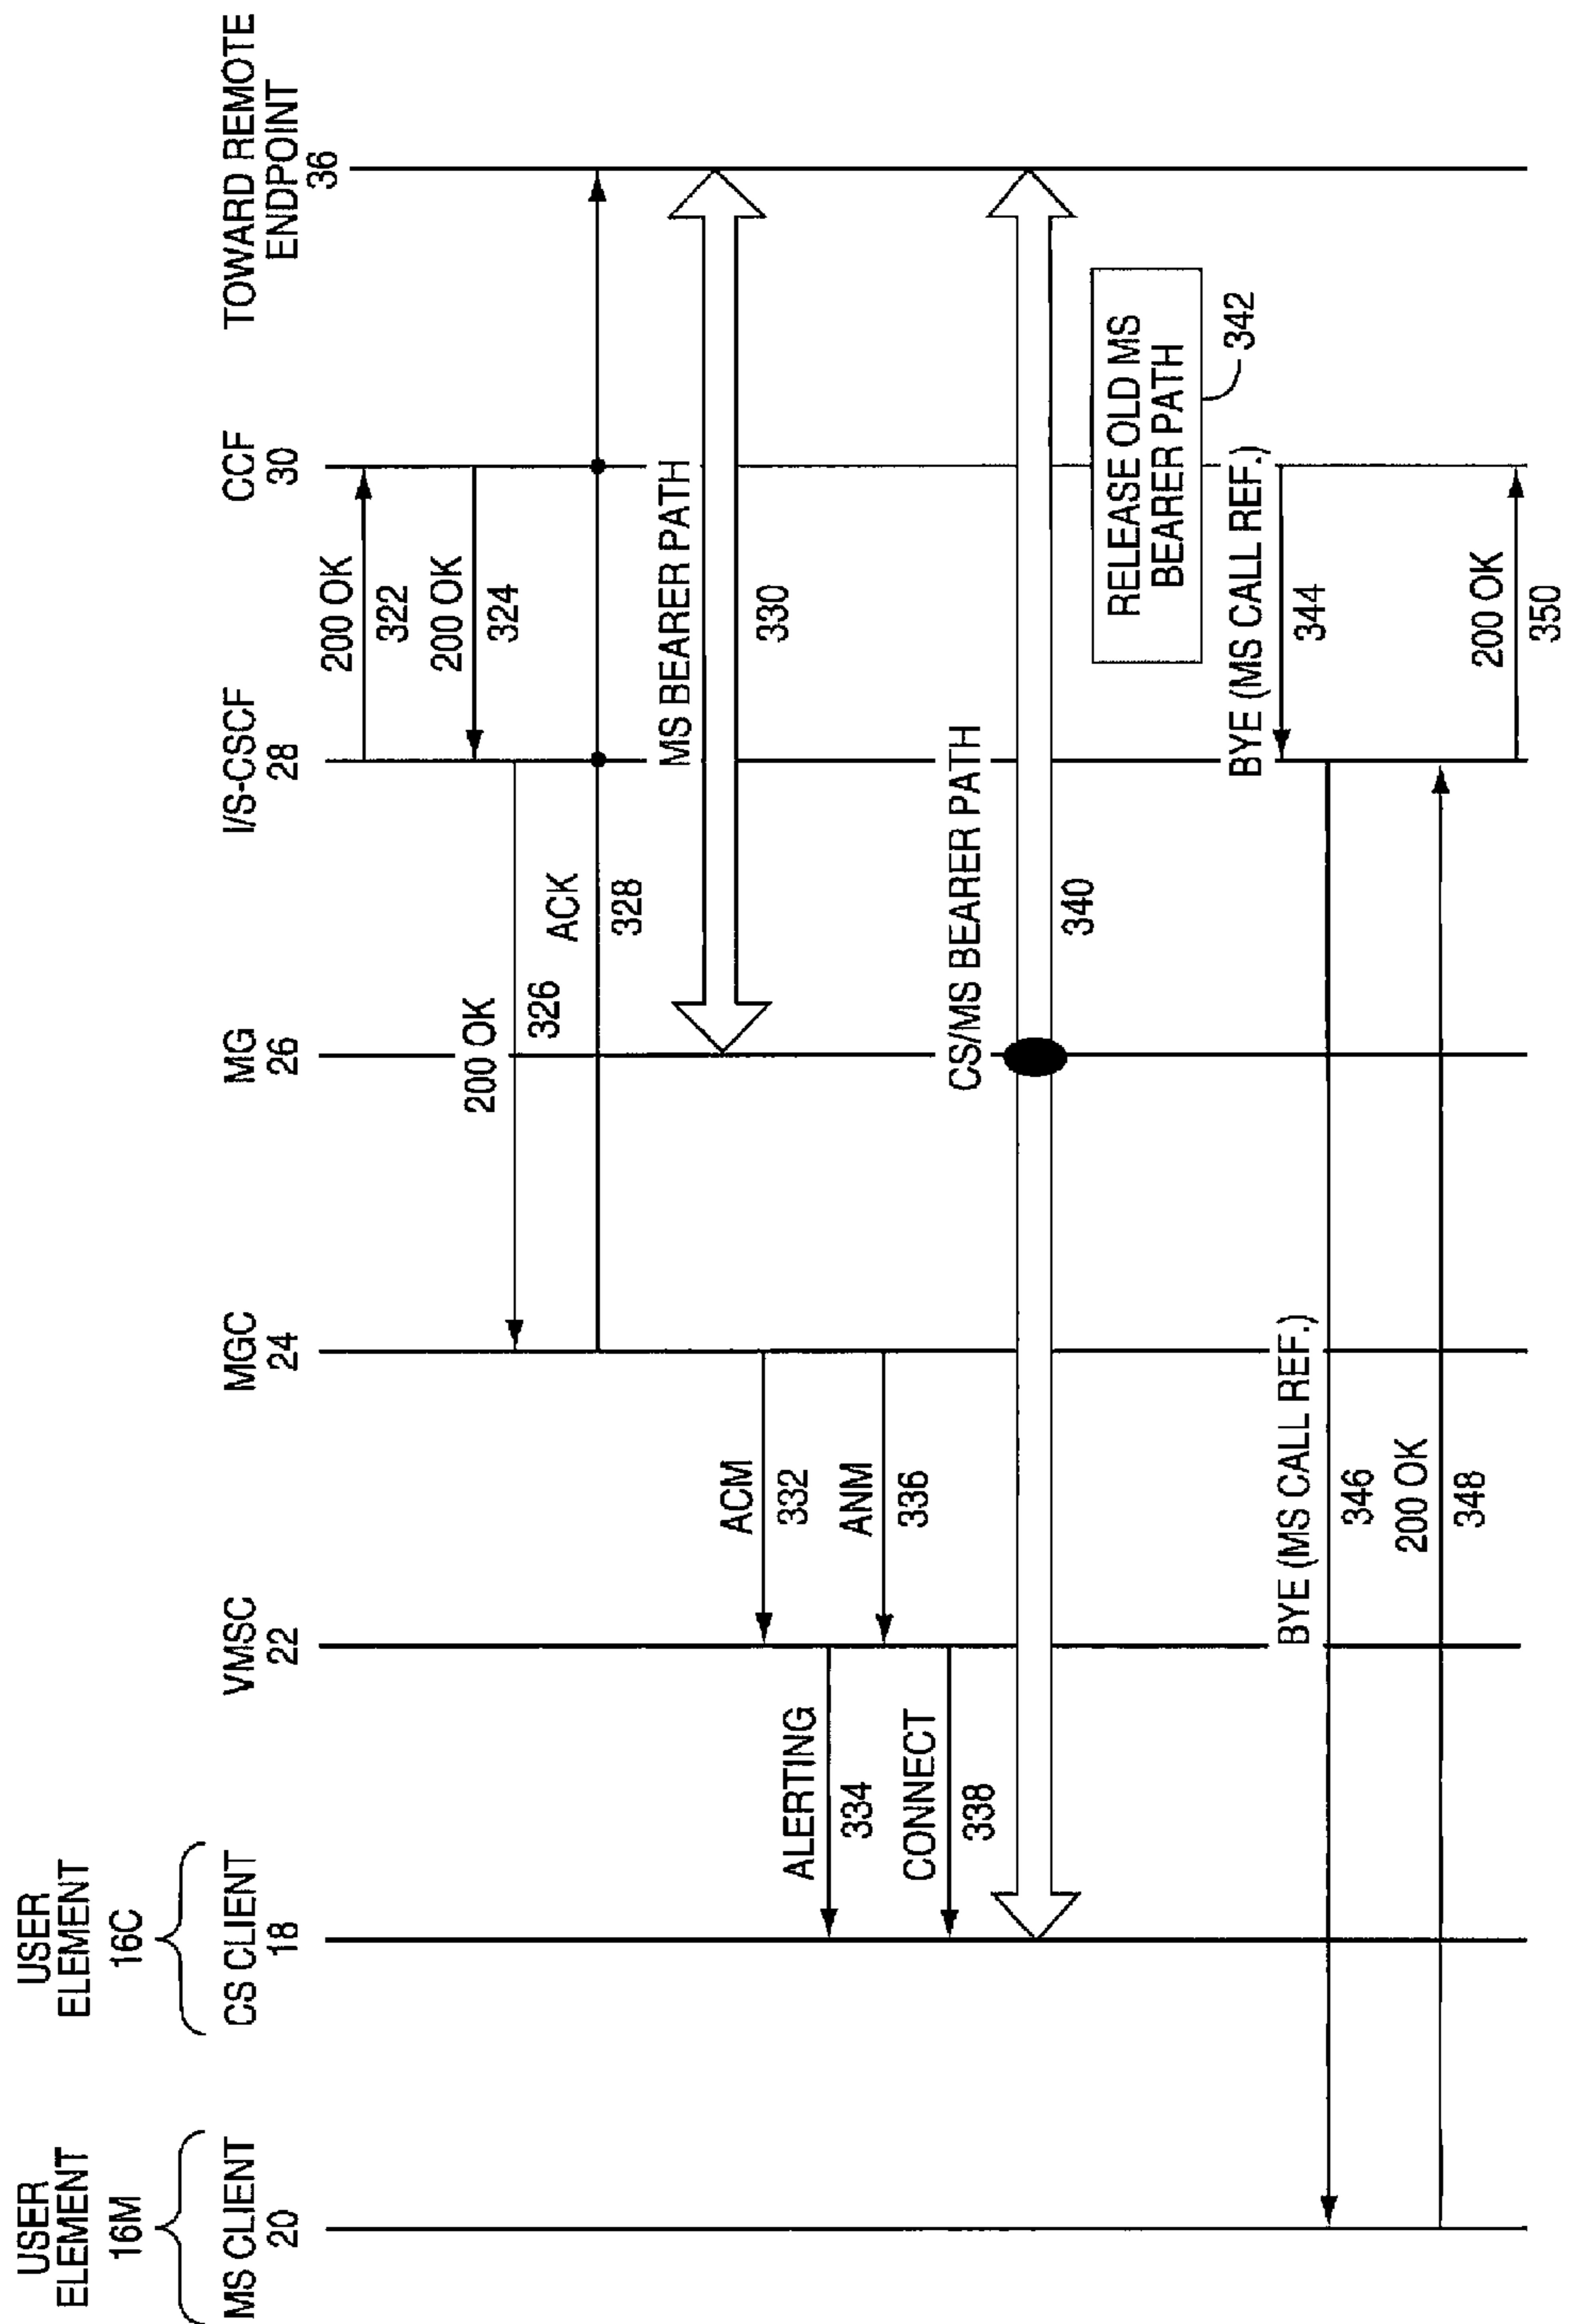 USER
ELEMENT
16M
MS CLIENT
20
USER
ELEMENT
16C
CS CLIENT
18
VMSC
22
MGC
24
MG
26
I/S-CSCF
28
CCF
30
TOWARD REMOTE
ENDPOINT
36
200 OK
322
200 OK
324
200 OK
326
ACK
328
MS BEARER PATH
330
ACM
332
ALERTING
334
ANM
336
CONNECT
338
CS/MS BEARER PATH
340
RELEASE OLD MS
BEARER PATH
342
BYE (MS CALL REF.)
344
BYE (MS CALL REF.)
346
200 OK
348
200 OK
350